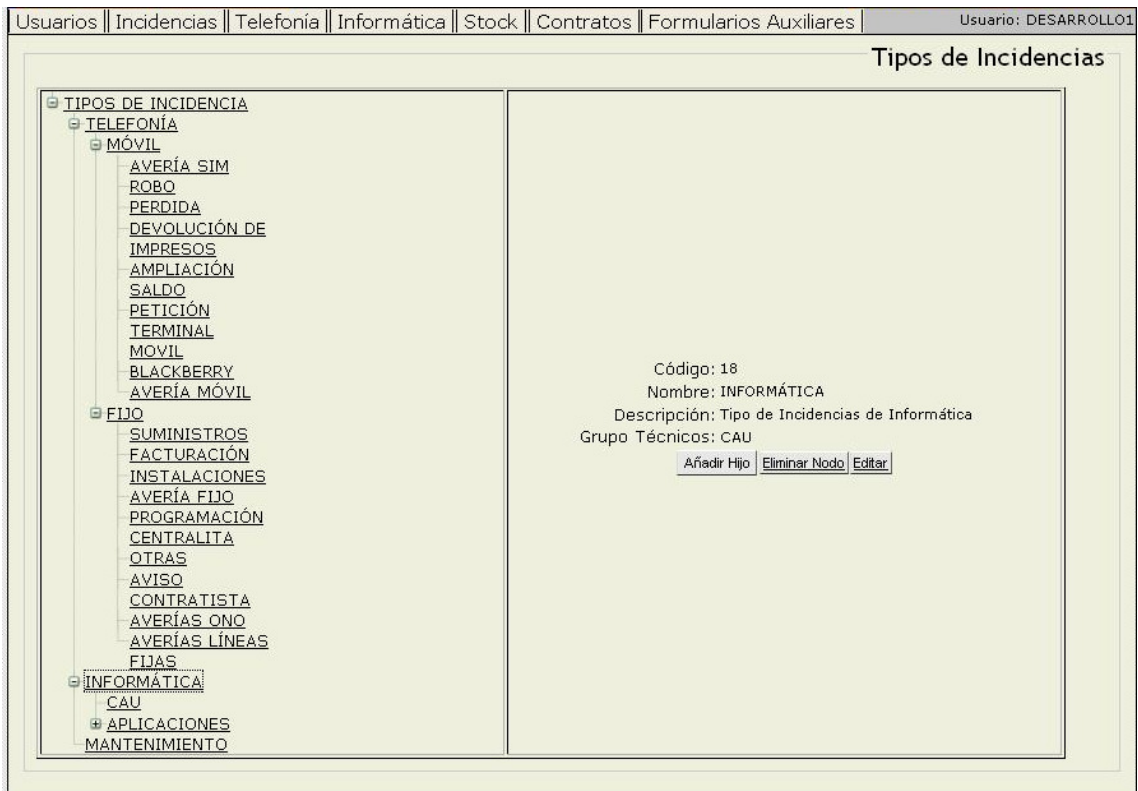 Usuarios || Incidencias || Telefonía || Informática || Stock || Contratos || Formularios Auxiliares | Usuario: DESARROLLO1
Tipos de Incidencias
TIPOS DE INCIDENCIA
TELEFONÍA
MÓVIL
AVERÍA SIM
ROBO
PERDIDA
DEVOLUCIÓN DE
IMPRESOS
AMPLIACIÓN
SALDO
PETICIÓN
TERMINAL
MOVIL
BLACKBERRY
AVERÍA MÓVIL
FIJO
SUMINISTROS
FACTURACIÓN
INSTALACIONES
AVERÍA FIJO
PROGRAMACIÓN
CENTRALITA
OTRAS
AVISO
CONTRATISTA
AVERÍAS ONO
AVERÍAS LÍNEAS
FIJAS
INFORMÁTICA
CAU
APLICACIONES
MANTENIMIENTO
Código: 18
Nombre: INFORMÁTICA
Descripción: Tipo de Incidencias de Informática
Grupo Técnicos: CAU
Añadir Hijo Eliminar Nodo Editar